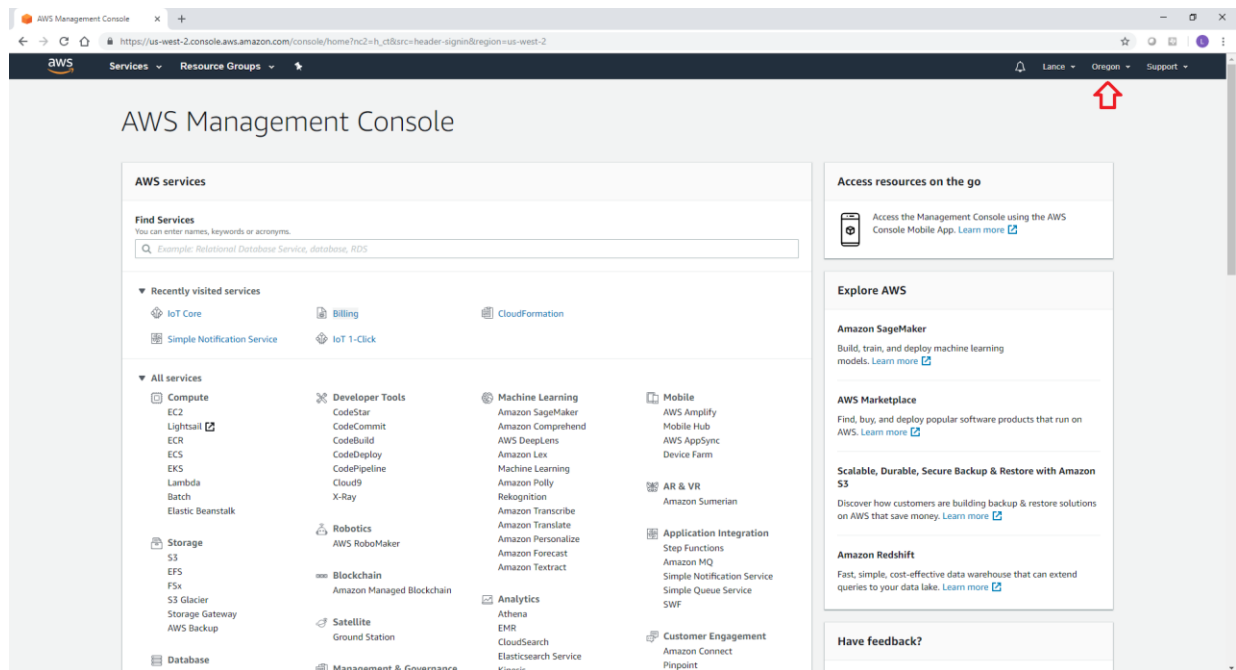 AWS Management Console
https://us-west-2.console.aws.amazon.com/console/home?nc2=h_ct&src=header-signin&region=us-west-2
L
aws Services Resource Groups Lance Oregon Support
AWS Management Console
AWS services
Find Services
You can enter names, keywords or acronyms.
Example: Relational Database Service, database, RDS
Recently visited services
IoT Core
Billing
CloudFormation
Simple Notification Service
IoT 1-Click
All services
Compute
EC2
Lightsail
ECR
ECS
EKS
Lambda
Batch
Elastic Beanstalk
Storage
S3
EFS
FSx
S3 Glacier
Storage Gateway
AWS Backup
Database
Developer Tools
CodeStar
CodeCommit
CodeBuild
CodeDeploy
CodePipeline
Cloud9
X-Ray
Robotics
AWS RoboMaker
Blockchain
Amazon Managed Blockchain
Satellite
Ground Station
Management & Governance
Machine Learning
Amazon SageMaker
Amazon Comprehend
AWS DeepLens
Amazon Lex
Machine Learning
Amazon Polly
Rekognition
Amazon Transcribe
Amazon Translate
Amazon Personalize
Amazon Forecast
Amazon Textract
Analytics
Athena
EMR
CloudSearch
Elasticsearch Service
Kinesis
Mobile
AWS Amplify
Mobile Hub
AWS AppSync
Device Farm
AR & VR
Amazon Sumerian
Application Integration
Step Functions
Amazon MQ
Simple Notification Service
Simple Queue Service
SWF
Customer Engagement
Amazon Connect
Pinpoint
Access resources on the go
Access the Management Console using the AWS
Console Mobile App. Learn more
Explore AWS
Amazon SageMaker
Build, train, and deploy machine learning
models. Learn more
AWS Marketplace
Find, buy, and deploy popular software products that run on
AWS. Learn more
Scalable, Durable, Secure Backup & Restore with Amazon
S3
Discover how customers are building backup & restore solutions
on AWS that save money. Learn more
Amazon Redshift
Fast, simple, cost-effective data warehouse that can extend
queries to your data lake. Learn more
Have feedback?